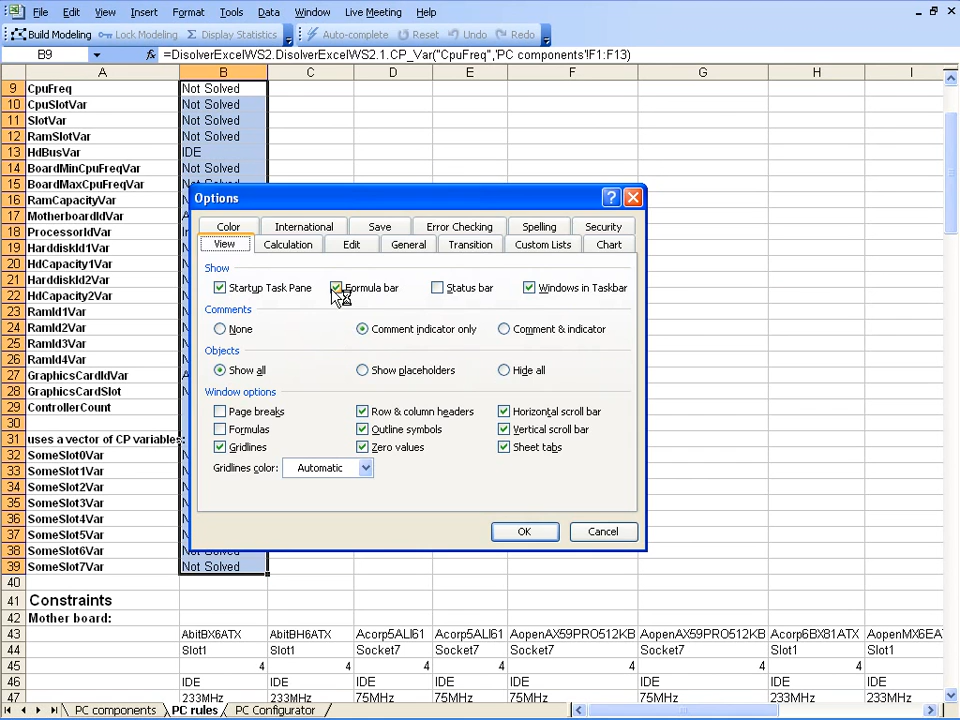 File Edit View Insert Format Tools Data Window Live Meeting Help
Build Modeling Lock Modeling Display Statistics Auto-complete Reset Undo Redo
B9 fx =DisolverExcelWS2.DisolverExcelWS2.1.CP_Var("CpuFreq",'PC components'!F1:F13)
A B C D E F G H I
9 CpuFreq Not Solved
10 CpuSlotVar Not Solved
11 SlotVar Not Solved
12 RamSlotVar Not Solved
13 HdBusVar IDE
14 BoardMinCpuFreqVar Not Solved
15 BoardMaxCpuFreqVar
16 RamCapacityVar
17 MotherboardIdVar
18 ProcessorIdVar
19 HarddiskId1Var
20 HdCapacity1Var
21 HarddiskId2Var
22 HdCapacity2Var
23 RamId1Var
24 RamId2Var
25 RamId3Var
26 RamId4Var
27 GraphicsCardIdVar
28 GraphicsCardSlot
29 ControllerCount
30
31 uses a vector of CP variables:
32 SomeSlot0Var
33 SomeSlot1Var
34 SomeSlot2Var
35 SomeSlot3Var
36 SomeSlot4Var
37 SomeSlot5Var
38 SomeSlot6Var Not Solved
39 SomeSlot7Var Not Solved
40
41 Constraints
42 Mother board:
43 AbitBX6ATX AbitBH6ATX Acorp5ALI61 Acorp5ALI61 AopenAX59PRO512KB AopenAX59PRO512KB Acorp6BX81ATX AopenMX6EA
44 Slot1 Slot1 Socket7 Socket7 Socket7 Socket7 Slot1 Slot1
45 4 4 4 4 4 4 4
46 IDE IDE IDE IDE IDE IDE IDE IDE
47 233MHz 233MHz 75MHz 75MHz 75MHz 75MHz 233MHz 233MHz
PC components PC rules PC Configurator
Options
Color International Save Error Checking Spelling Security
View Calculation Edit General Transition Custom Lists Chart
Show
Startup Task Pane Formula bar Status bar Windows in Taskbar
Comments
None Comment indicator only Comment & indicator
Objects
Show all Show placeholders Hide all
Window options
Page breaks Row & column headers Horizontal scroll bar
Formulas Outline symbols Vertical scroll bar
Gridlines Zero values Sheet tabs
Gridlines color: Automatic
OK Cancel